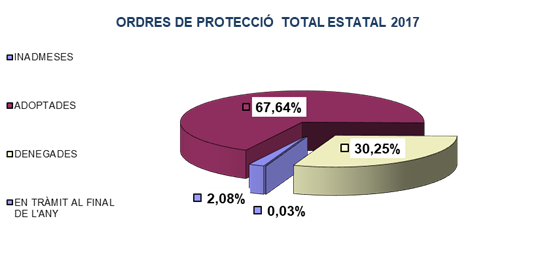 ORDRES DE PROTECCIÓ TOTAL ESTATAL 2017
INADMESES
ADOPTADES
DENEGADES
EN TRÀMIT AL FINAL
DE L'ANY
67,64%
30,25%
2,08%
0,03%